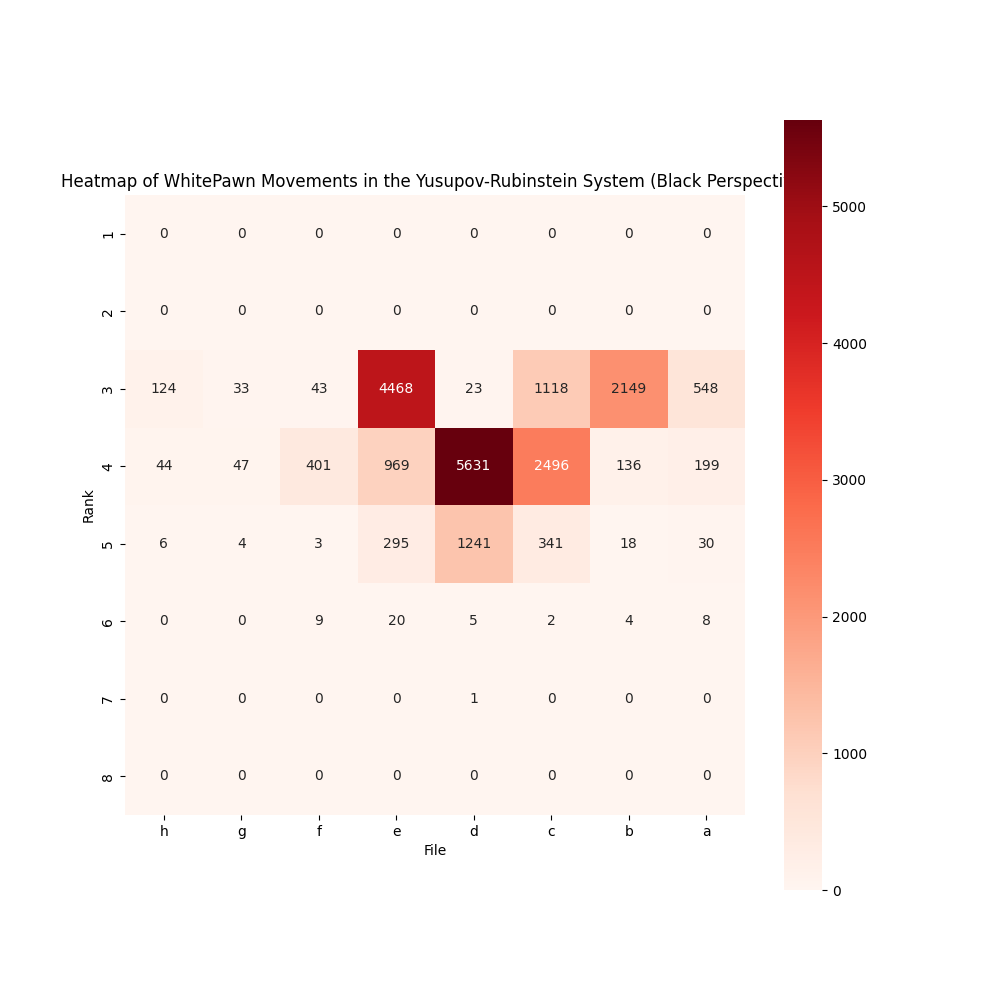 Heatmap of WhitePawn Movements in the Yusupov-Rubinstein System (Black Perspecti
5000
1 0 0 0 0 0 0 0 0
2 0 0 0 0 0 0 0 0
4000
3 124 33 43 4468 23 1118 2149 548
4 44 47 401 969 5631 2496 136 199
3000
Rank
5 6 4 3 295 1241 341 18 30
2000
6 0 0 9 20 5 2 4 8
7 0 0 0 0 1 0 0 0
1000
8 0 0 0 0 0 0 0 0
h g f e d c b a
File
0